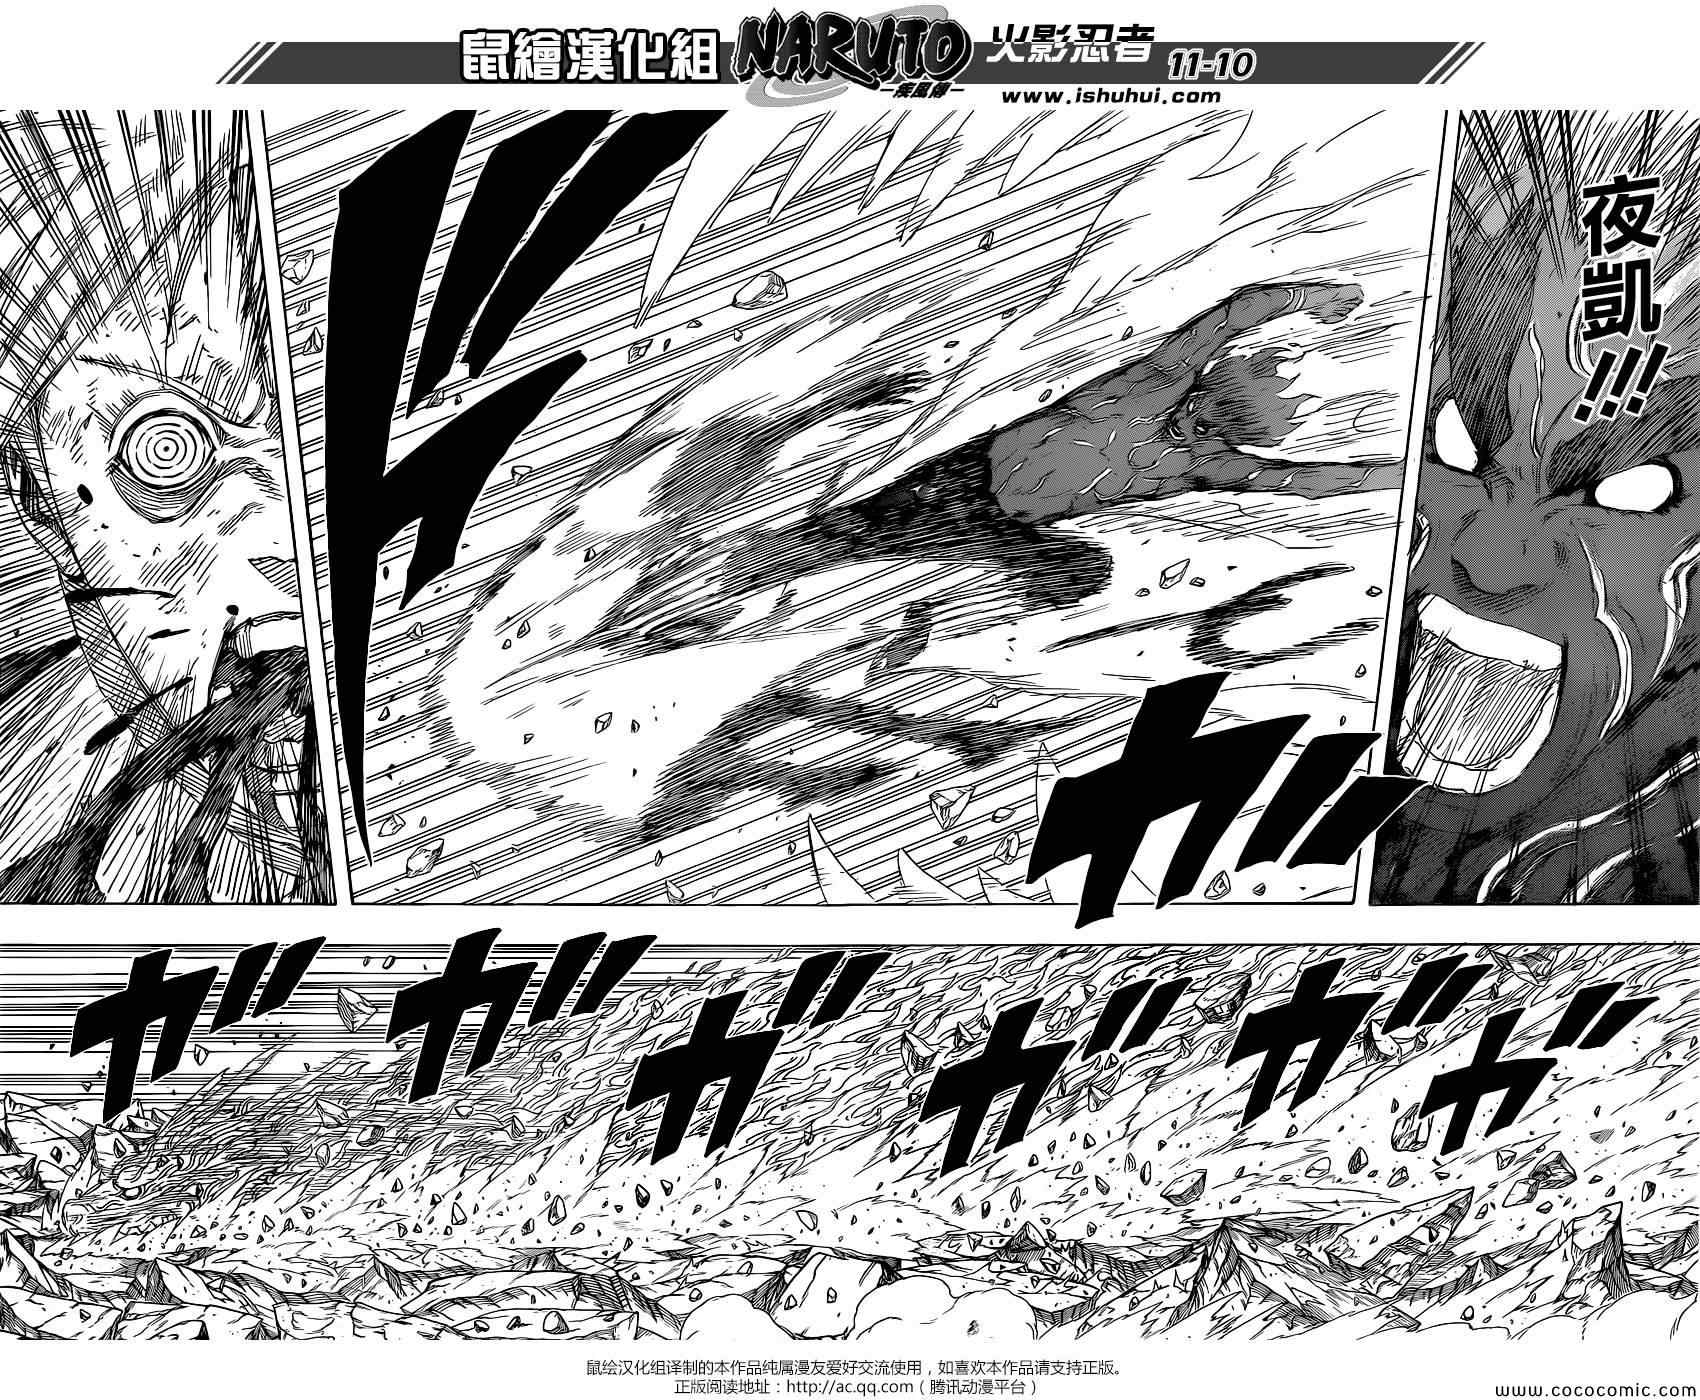 鼠繪漢化組 NARUTO 火影忍者 11-10
—疾風傳—
www.ishuhui.com
夜凱!!!
ガッ
ガガガガガガ
鼠绘汉化组译制的本作品纯属漫友爱好交流使用，如喜欢本作品请支持正版。
正版阅读地址：http://ac.qq.com（腾讯动漫平台）
www.cococomic.com